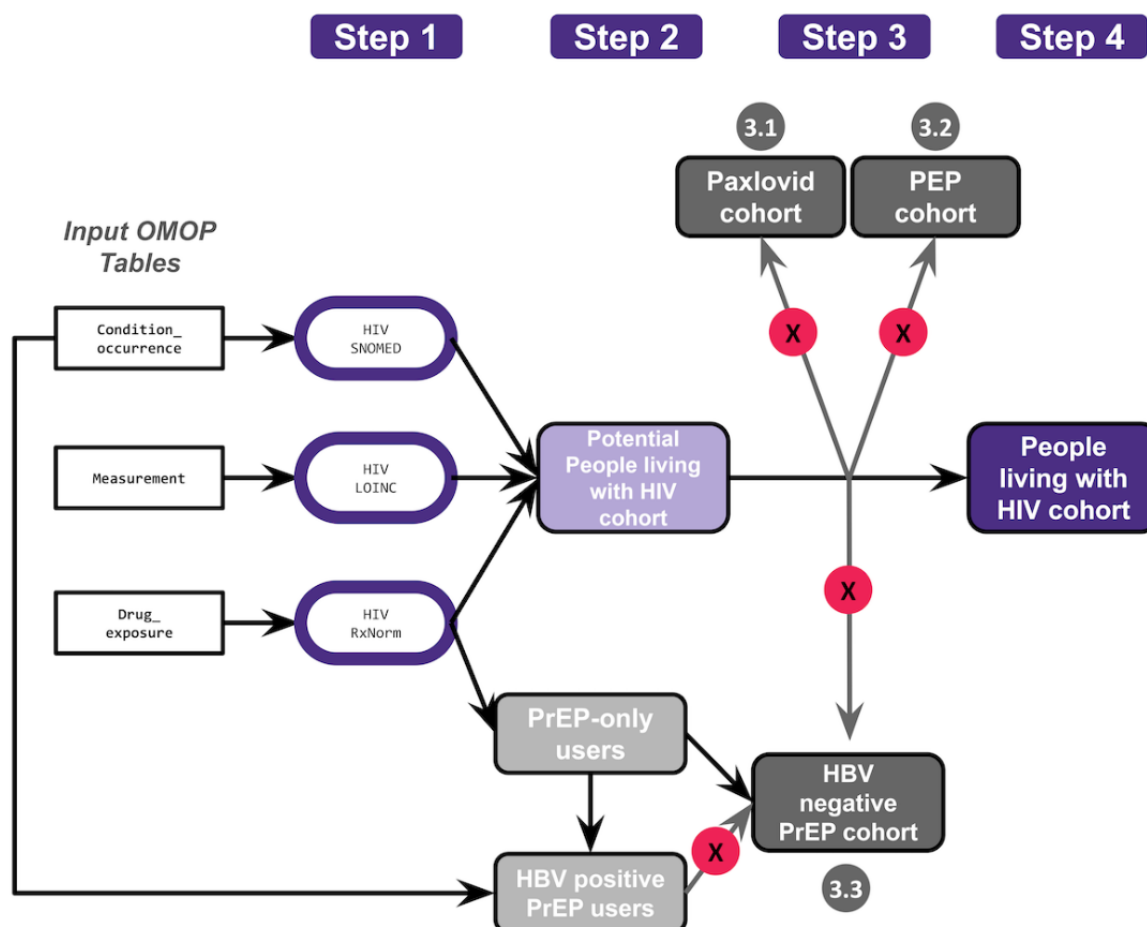 Step 1
Step 2
Step 3
Step 4
3.1
3.2
Paxlovid
cohort
PEP
cohort
Input OMOP
Tables
Condition_
occurrence
HIV
SNOMED
X
X
Measurement
HIV
LOINC
Potential
People living
with HIV
cohort
People
living with
HIV cohort
Drug_
exposure
HIV
RxNorm
X
PrEP-only
users
HBV
negative
PrEP cohort
X
HBV positive
PrEP users
3.3